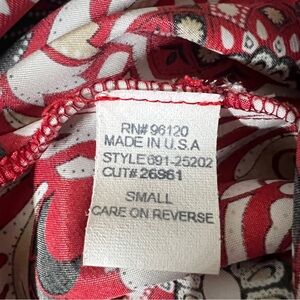 RN# 96120
MADE IN U.S.A
STYLE 691-25202
CUT# 26961
SMALL
CARE ON REVERSE